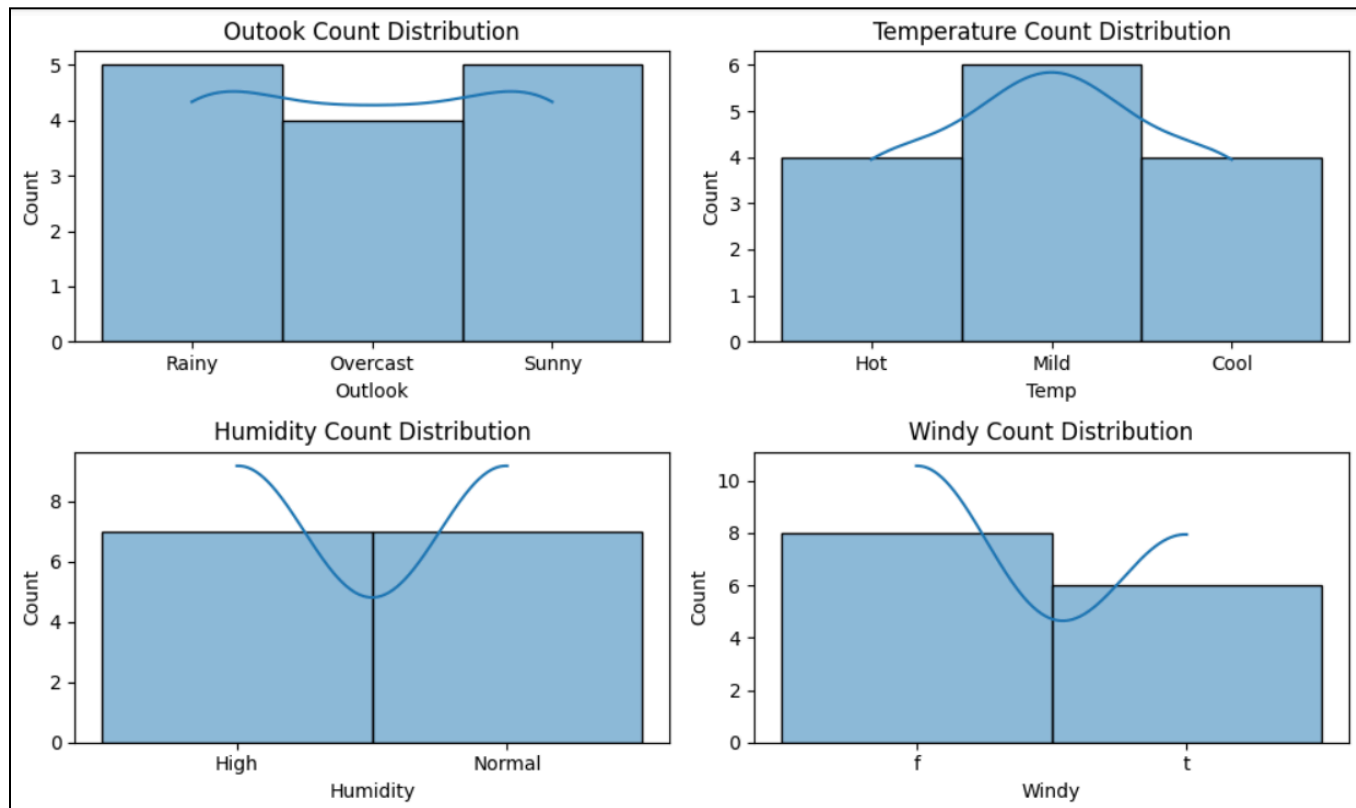 Outook Count Distribution
5
4
3
2
1
0
Count
Rainy Overcast Sunny
Outlook
Temperature Count Distribution
6
5
4
3
2
1
0
Count
Hot Mild Cool
Temp
Humidity Count Distribution
8
6
4
2
0
Count
High Normal
Humidity
Windy Count Distribution
10
8
6
4
2
0
Count
f t
Windy